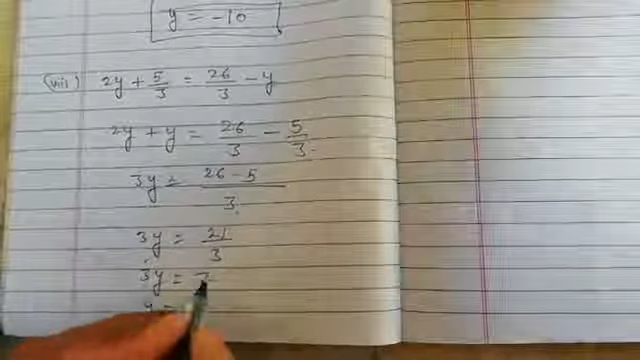 y = -10
(viii) 2y + 5/3 = 26/3 - y
2y + y = 26/3 - 5/3.
3y = 26-5/3.
3y = 21/3
3y = 7
y =